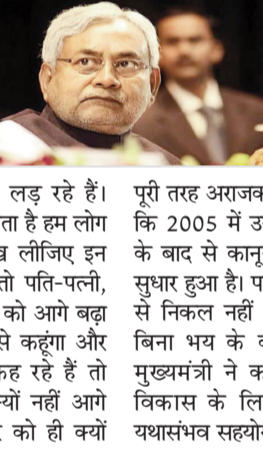 लड़ रहे हैं।
ता है हम लोग
लीजिए इन
तो पति-पत्नी,
को आगे बढ़ा
से कहूंगा और
कह रहे हैं तो
यों नहीं आगे
को ही क्यों
पूरी तरह अराजक
कि 2005 में उ
के बाद से कानू
सुधार हुआ है। प
से निकल नहीं
बिना भय के व
मुख्यमंत्री ने क
विकास के लि
यथासंभव सहयो